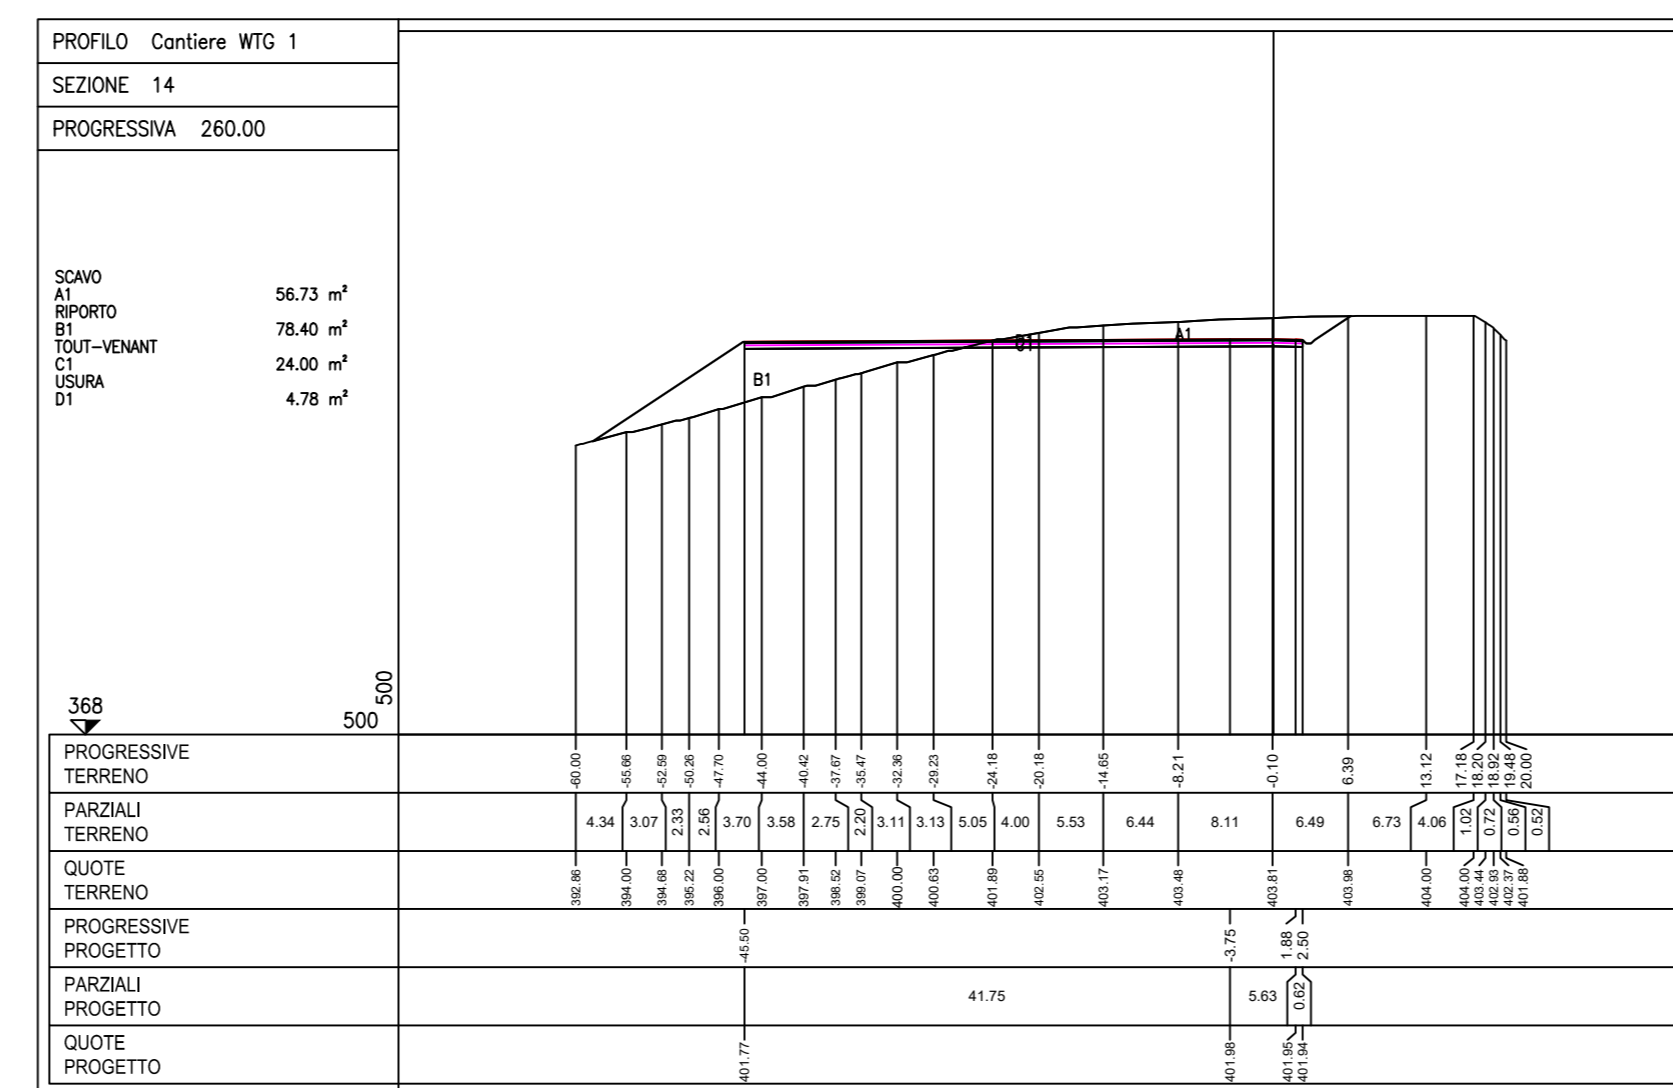 PROFILO Cantiere WTG 1
SEZIONE 14
PROGRESSIVA 260.00
SCAVO
A1 56.73 m²
RIPORTO
B1 78.40 m²
TOUT-VENANT
C1 24.00 m²
USURA
D1 4.78 m²
A1
B1
368
500
500
PROGRESSIVE TERRENO
-60.00 -55.66 -52.59 -50.26 -47.70 -44.00 -40.42 -37.67 -35.47 -32.36 -29.23 -24.18 -20.18 -14.65 -8.21 -0.10 6.39 13.12 17.18 18.20 18.92 19.48 20.00
PARZIALI TERRENO
4.34 3.07 2.33 2.56 3.70 3.58 2.75 2.20 3.11 3.13 5.05 4.00 5.53 6.44 8.11 6.49 6.73 4.06 1.02 0.72 0.56 0.52
QUOTE TERRENO
392.86 394.00 394.68 395.22 396.00 397.00 397.91 398.52 399.07 400.00 400.63 401.89 402.55 403.17 403.48 403.81 403.98 404.00 404.00 403.44 402.93 402.37 401.88
PROGRESSIVE PROGETTO
-45.50 -3.75 1.88 2.50
PARZIALI PROGETTO
41.75 5.63 0.62
QUOTE PROGETTO
401.77 401.98 401.95 401.94